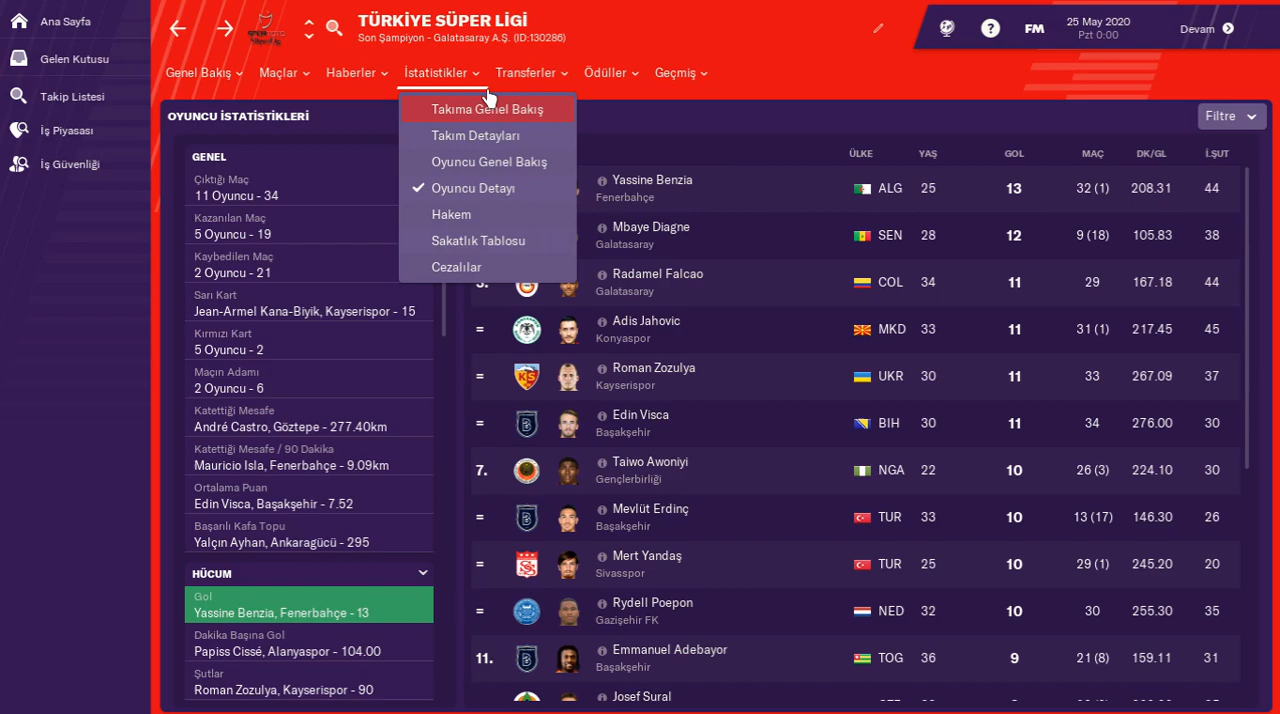 Ana Sayfa
Gelen Kutusu
Takip Listesi
İş Piyasası
İş Güvenliği
TÜRKİYE SÜPER LİGİ
Son Şampiyon - Galatasaray A.Ş. (ID:130286)
FM
25 May 2020
Pzt 0:00
Devam
Genel Bakış
Maçlar
Haberler
İstatistikler
Transferler
Ödüller
Geçmiş
Takıma Genel Bakış
Takım Detayları
Oyuncu Genel Bakış
Oyuncu Detayı
Hakem
Sakatlık Tablosu
Cezalılar
OYUNCU İSTATİSTİKLERİ
Filtre
GENEL
Çıktığı Maç
11 Oyuncu - 34
Kazanılan Maç
5 Oyuncu - 19
Kaybedilen Maç
2 Oyuncu - 21
Sarı Kart
Jean-Armel Kana-Biyik, Kayserispor - 15
Kırmızı Kart
5 Oyuncu - 2
Maçın Adamı
2 Oyuncu - 6
Katettiği Mesafe
André Castro, Göztepe - 277.40km
Katettiği Mesafe / 90 Dakika
Mauricio Isla, Fenerbahçe - 9.09km
Ortalama Puan
Edin Visca, Başakşehir - 7.52
Başarılı Kafa Topu
Yalçın Ayhan, Ankaragücü - 295
HÜCUM
Gol
Yassine Benzia, Fenerbahçe - 13
Dakika Başına Gol
Papiss Cissé, Alanyaspor - 104.00
Şutlar
Roman Zozulya, Kayserispor - 90
ÜLKE YAŞ GOL MAÇ DK/GL İ.ŞUT
Yassine Benzia ALG 25 13 32 (1) 208.31 44
Fenerbahçe
Mbaye Diagne SEN 28 12 9 (18) 105.83 38
Galatasaray
3. Radamel Falcao COL 34 11 29 167.18 44
Galatasaray
= Adis Jahovic MKD 33 11 31 (1) 217.45 45
Konyaspor
= Roman Zozulya UKR 30 11 33 267.09 37
Kayserispor
= Edin Visca BIH 30 11 34 276.00 30
Başakşehir
7. Taiwo Awoniyi NGA 22 10 26 (3) 224.10 30
Gençlerbirliği
= Mevlüt Erdinç TUR 33 10 13 (17) 146.30 26
Başakşehir
= Mert Yandaş TUR 25 10 29 (1) 245.20 20
Sivasspor
= Rydell Poepon NED 32 10 30 255.30 35
Gazişehir FK
11. Emmanuel Adebayor TOG 36 9 21 (8) 159.11 31
Başakşehir
Josef Sural